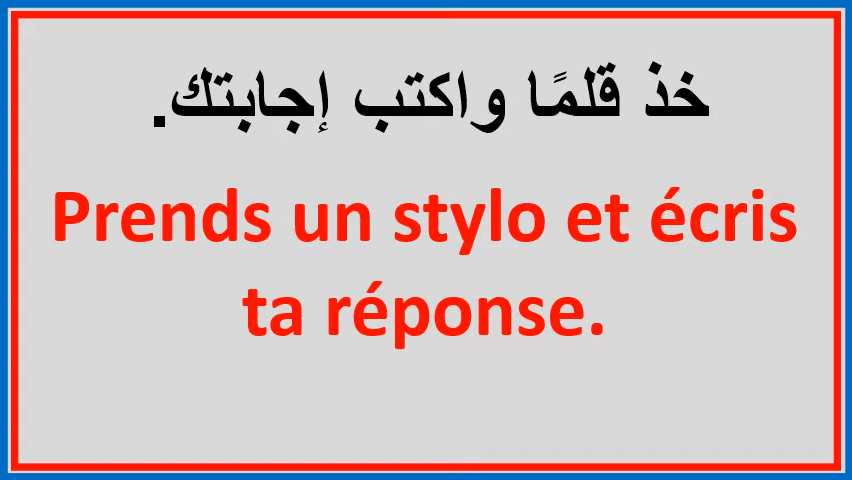 خذ قلمًا واكتب إجابتك.
Prends un stylo et écris
ta réponse.